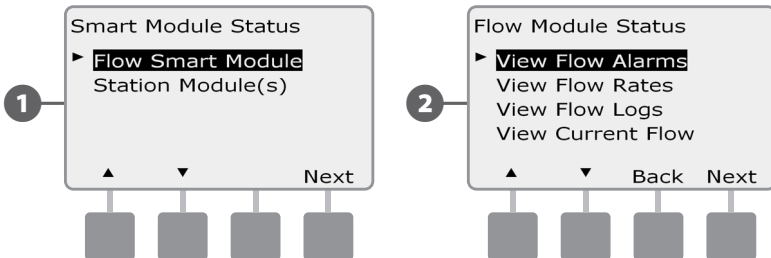 1
Smart Module Status
► Flow Smart Module
Station Module(s)
▲ ▼ Next
2
Flow Module Status
► View Flow Alarms
View Flow Rates
View Flow Logs
View Current Flow
▲ ▼ Back Next